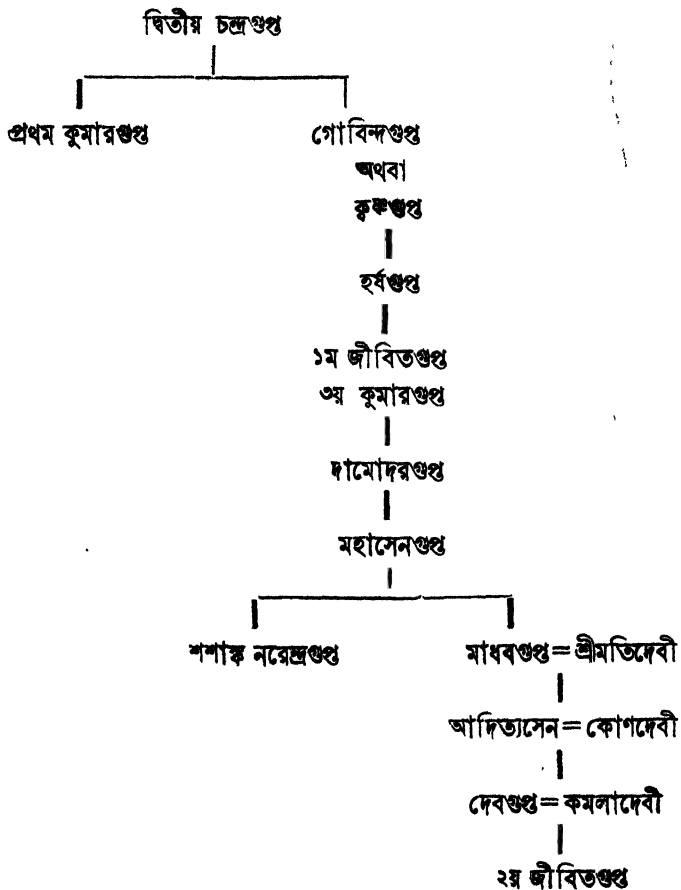 দ্বিতীয় চন্দ্রগুপ্ত
প্রথম কুমারগুপ্ত গোবিন্দগুপ্ত
অথবা
কৃষ্ণগুপ্ত
হর্ষগুপ্ত
১ম জীবিতগুপ্ত
৩য় কুমারগুপ্ত
দামোদরগুপ্ত
মহাসেনগুপ্ত
শশাঙ্ক নরেন্দ্রগুপ্ত মাধবগুপ্ত = শ্রীমতিদেবী
আদিত্যসেন = কোণদেবী
দেবগুপ্ত = কমলাদেবী
২য় জীবিতগুপ্ত